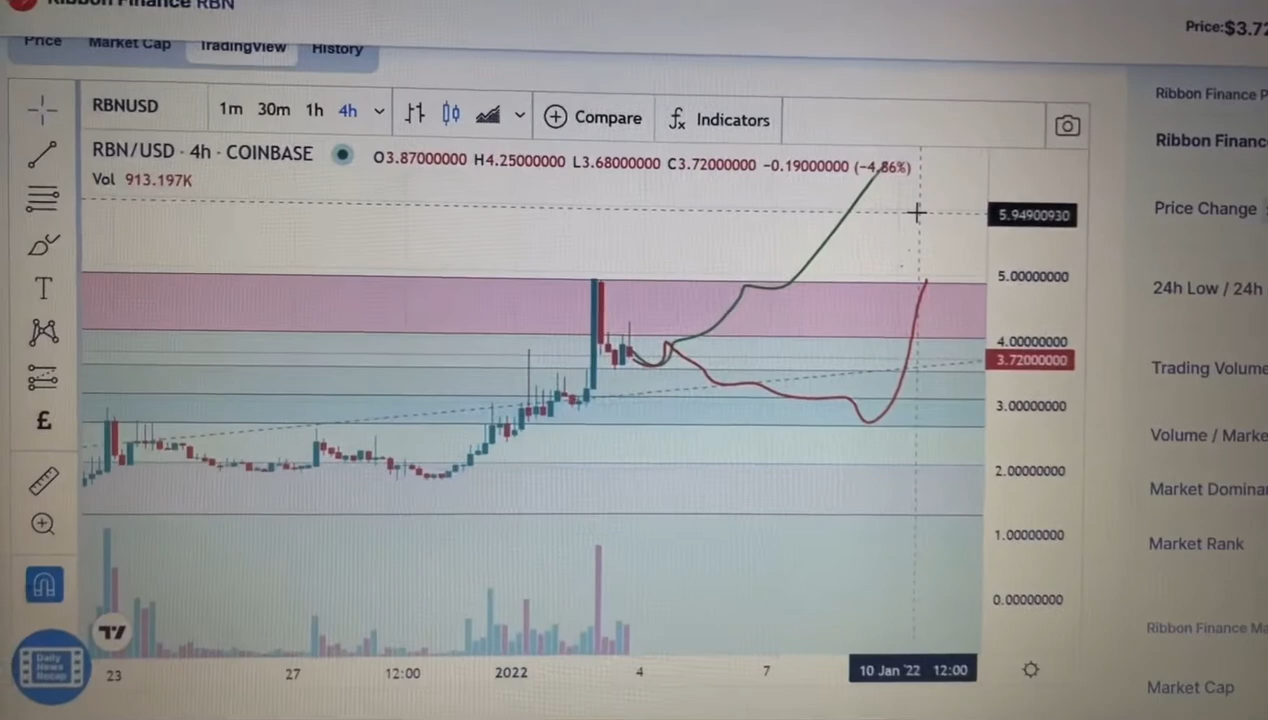 Ribbon Finance RBN
Price:$3.72
Price Market Cap TradingView History
RBNUSD 1m 30m 1h 4h Compare Indicators
RBN/USD · 4h · COINBASE O3.87000000 H4.25000000 L3.68000000 C3.72000000 −0.19000000 (−4.86%)
Vol 913.197K
5.94900930
5.00000000
4.00000000
3.72000000
3.00000000
2.00000000
1.00000000
0.00000000
23 27 12:00 2022 4 7 10 Jan '22 12:00
Daily
News
Recap
Ribbon Finance P
Ribbon Financ
Price Change
24h Low / 24h
Trading Volume
Volume / Marke
Market Domina
Market Rank
Ribbon Finance Ma
Market Cap